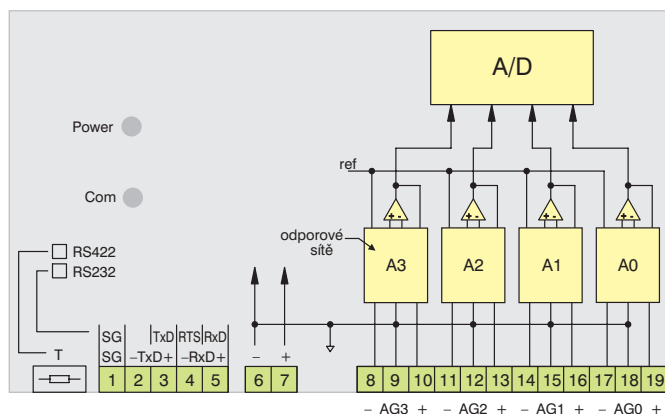 A/D
Power
ref
Com
odporové
sítě
A3 A2 A1 A0
+ - + - + - + -
RS422
RS232
TxD RTS RxD
SG
T SG –TxD+ –RxD+ – +
1 2 3 4 5 6 7 8 9 10 11 12 13 14 15 16 17 18 19
– AG3 + – AG2 + – AG1 + – AG0 +